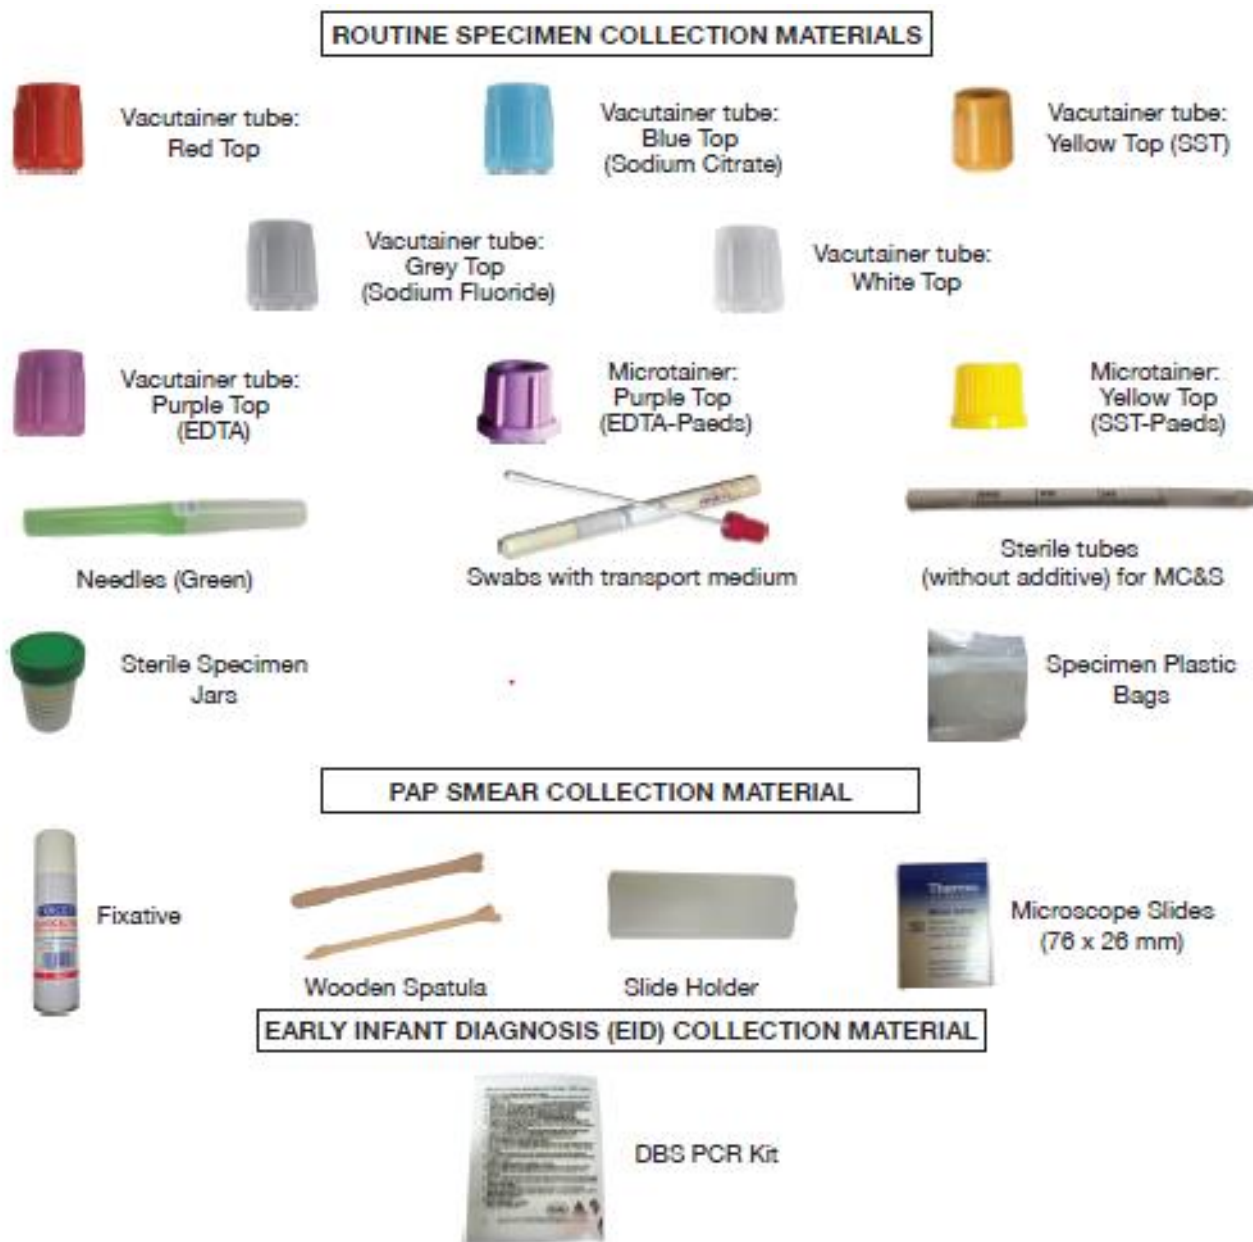 ROUTINE SPECIMEN COLLECTION MATERIALS
Vacutainer tube:
Red Top
Vacutainer tube:
Blue Top
(Sodium Citrate)
Vacutainer tube:
Yellow Top (SST)
Vacutainer tube:
Grey Top
(Sodium Fluoride)
Vacutainer tube:
White Top
Vacutainer tube:
Purple Top
(EDTA)
Microtainer:
Purple Top
(EDTA-Paeds)
Microtainer:
Yellow Top
(SST-Paeds)
Needles (Green)
Swabs with transport medium
Sterile tubes
(without additive) for MC&S
Sterile Specimen
Jars
Specimen Plastic
Bags
PAP SMEAR COLLECTION MATERIAL
Fixative
Wooden Spatula
Slide Holder
Thermo
Microscope Slides
(76 x 26 mm)
EARLY INFANT DIAGNOSIS (EID) COLLECTION MATERIAL
DBS PCR Kit